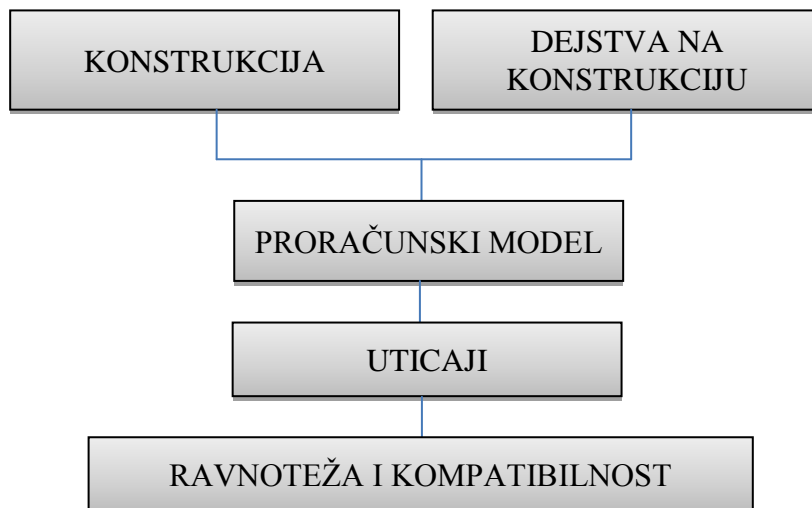 KONSTRUKCIJA
DEJSTVA NA
KONSTRUKCIJU
PRORAČUNSKI MODEL
UTICAJI
RAVNOTEŽA I KOMPATIBILNOST